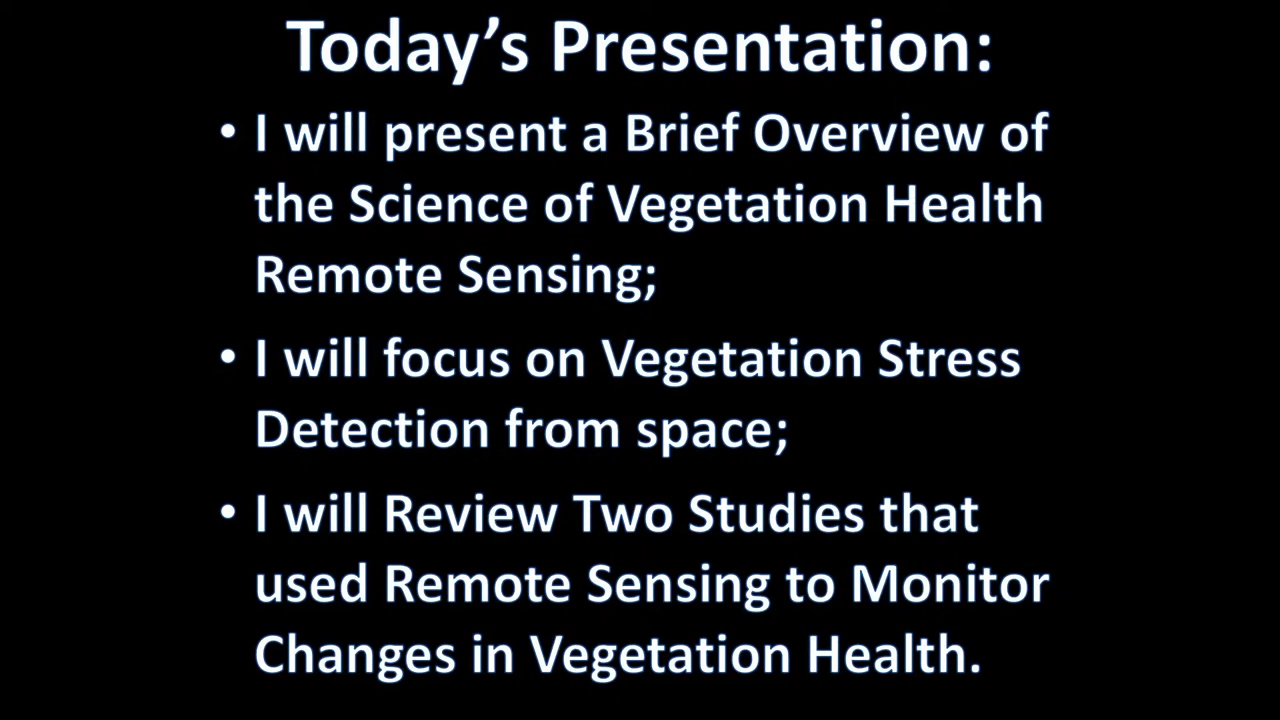 Today’s Presentation:
• I will present a Brief Overview of
the Science of Vegetation Health
Remote Sensing;
• I will focus on Vegetation Stress
Detection from space;
• I will Review Two Studies that
used Remote Sensing to Monitor
Changes in Vegetation Health.